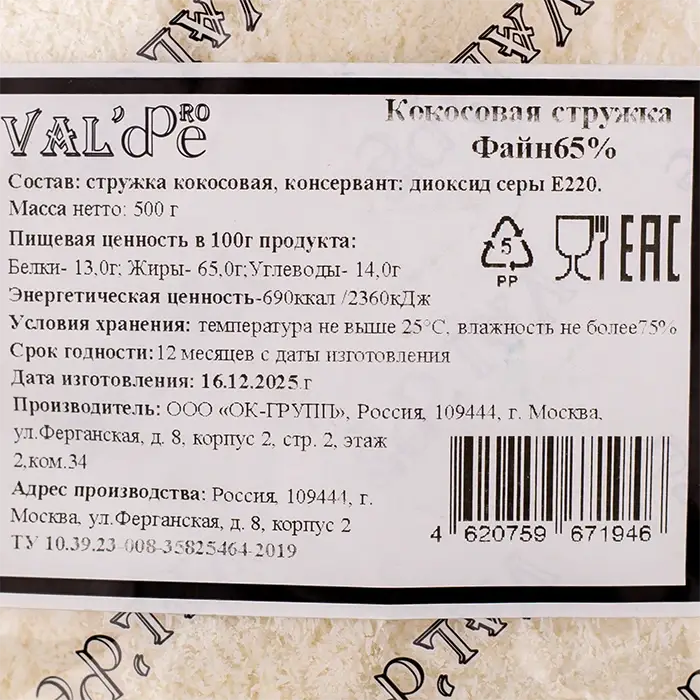 VAL'dePRO
Кокосовая стружка
Файн65%
Состав: стружка кокосовая, консервант: диоксид серы Е220.
Масса нетто: 500 г
Пищевая ценность в 100г продукта:
Белки- 13,0г; Жиры- 65,0г;Углеводы- 14,0г
Энергетическая ценность-690ккал /2360кДж
Условия хранения: температура не выше 25°С, влажность не более75%
Срок годности:12 месяцев с даты изготовления
Дата изготовления: 16.12.2025.г
Производитель: ООО «ОК-ГРУПП», Россия, 109444, г. Москва,
ул.Ферганская, д. 8, корпус 2, стр. 2, этаж
2,ком.34
Адрес производства: Россия, 109444, г.
Москва, ул.Ферганская, д. 8, корпус 2
ТУ 10.39.23-008-35825464-2019
5
PP
EAC
4 620759 671946